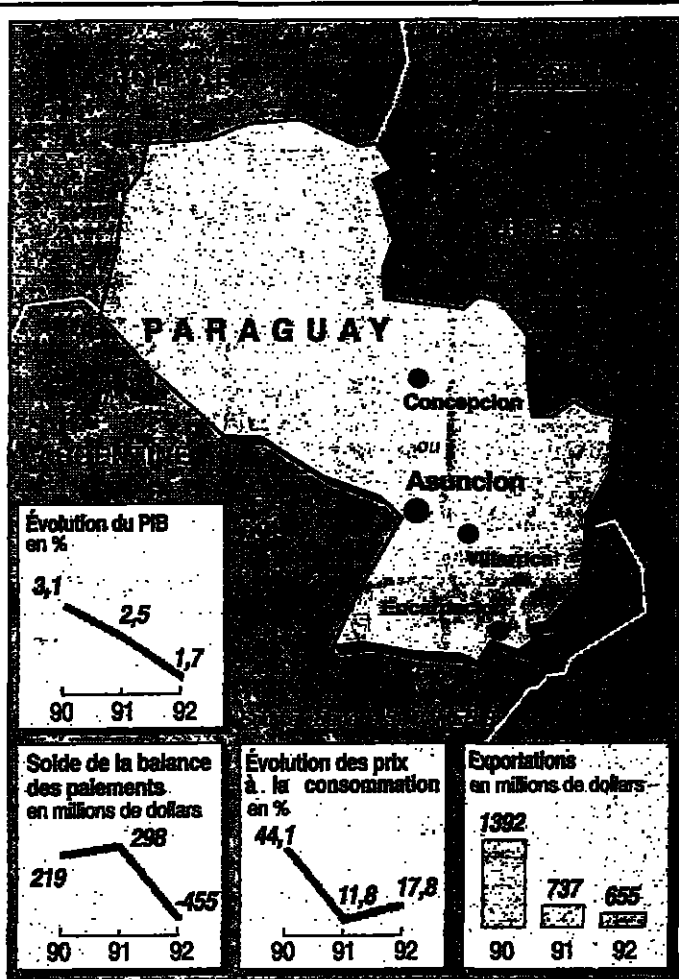 PARAGUAY
Concepcion
ou
Asuncion
Villarrica
Encarnacion
Évolution du PIB
en %
3,1
2,5
1,7
90 91 92
Solde de la balance
des paiements
en millions de dollars
219
298
-455
90 91 92
Évolution des prix
à la consommation
en %
44,1
11,8
17,8
90 91 92
Exportations
en millions de dollars
1392
737
655
90 91 92